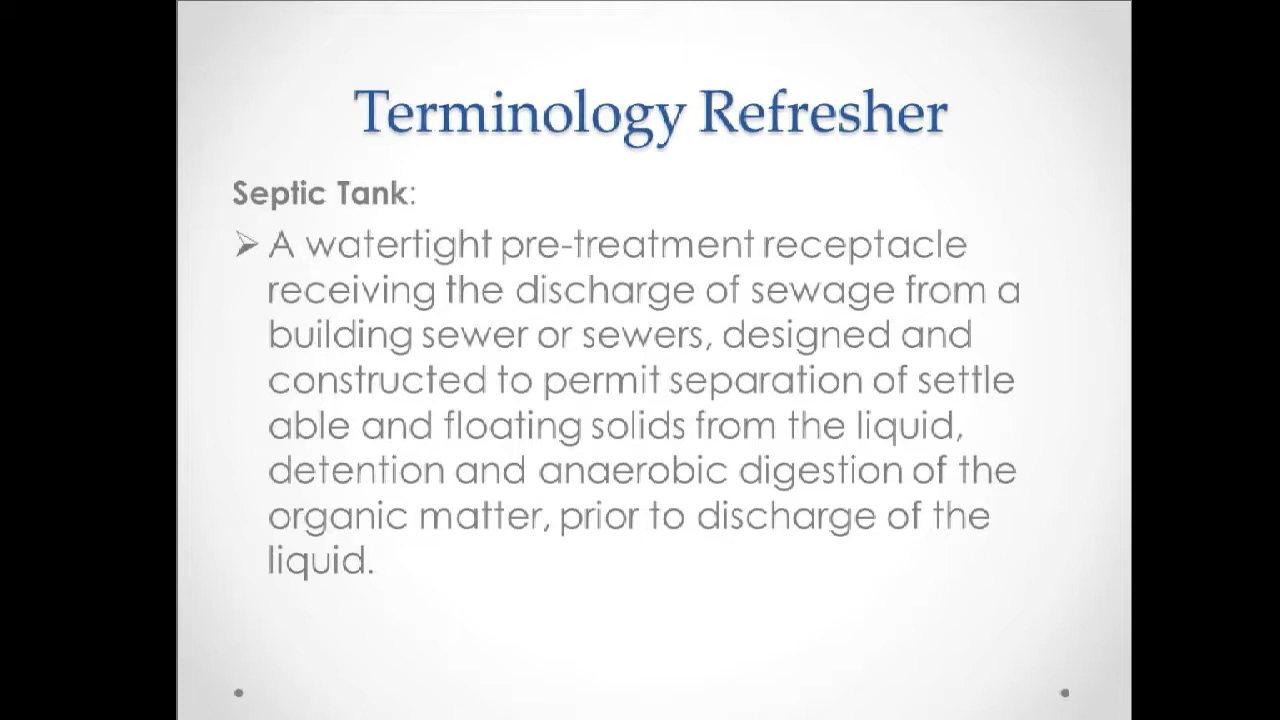 Terminology Refresher
Septic Tank:
➢ A watertight pre-treatment receptacle
receiving the discharge of sewage from a
building sewer or sewers, designed and
constructed to permit separation of settle
able and floating solids from the liquid,
detention and anaerobic digestion of the
organic matter, prior to discharge of the
liquid.